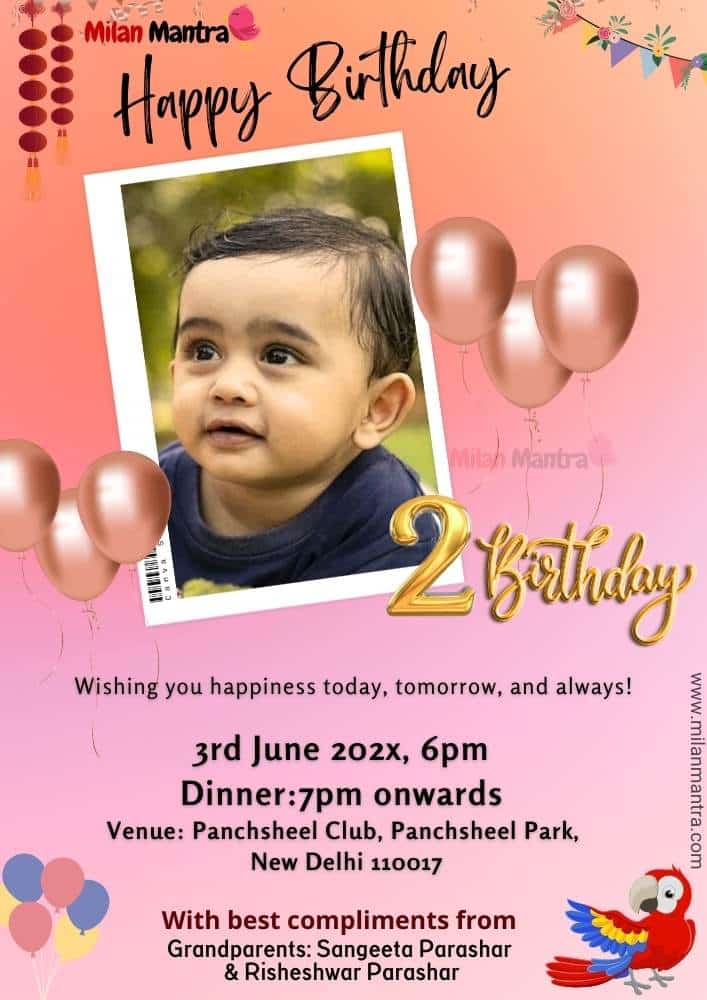 Milan Mantra
Happy Birthday
Canva
Milan Mantra
2 Birthday
Wishing you happiness today, tomorrow, and always!
3rd June 202x, 6pm
Dinner:7pm onwards
Venue: Panchsheel Club, Panchsheel Park,
New Delhi 110017
www.milanmantra.com
With best compliments from
Grandparents: Sangeeta Parashar
& Risheshwar Parashar